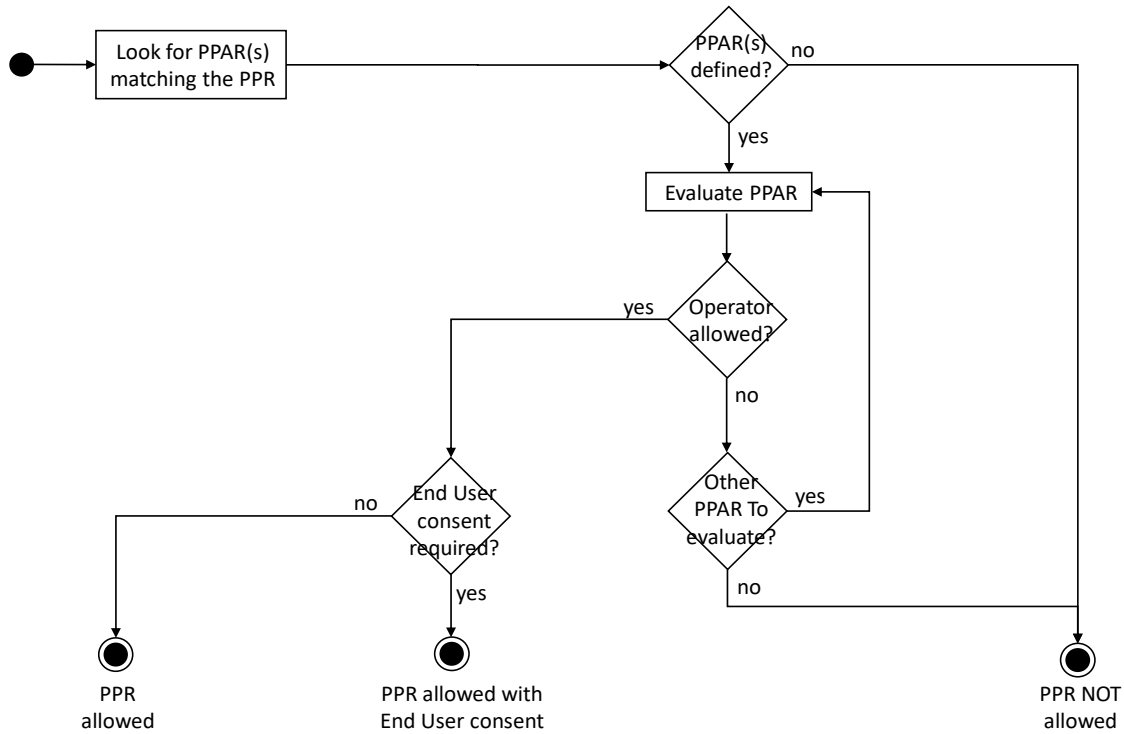 Look for PPAR(s)
matching the PPR
PPAR(s)
defined?
no
yes
Evaluate PPAR
yes
Operator
allowed?
no
no
End User
consent
required?
yes
Other
PPAR To
evaluate?
yes
no
PPR
allowed
PPR allowed with
End User consent
PPR NOT
allowed